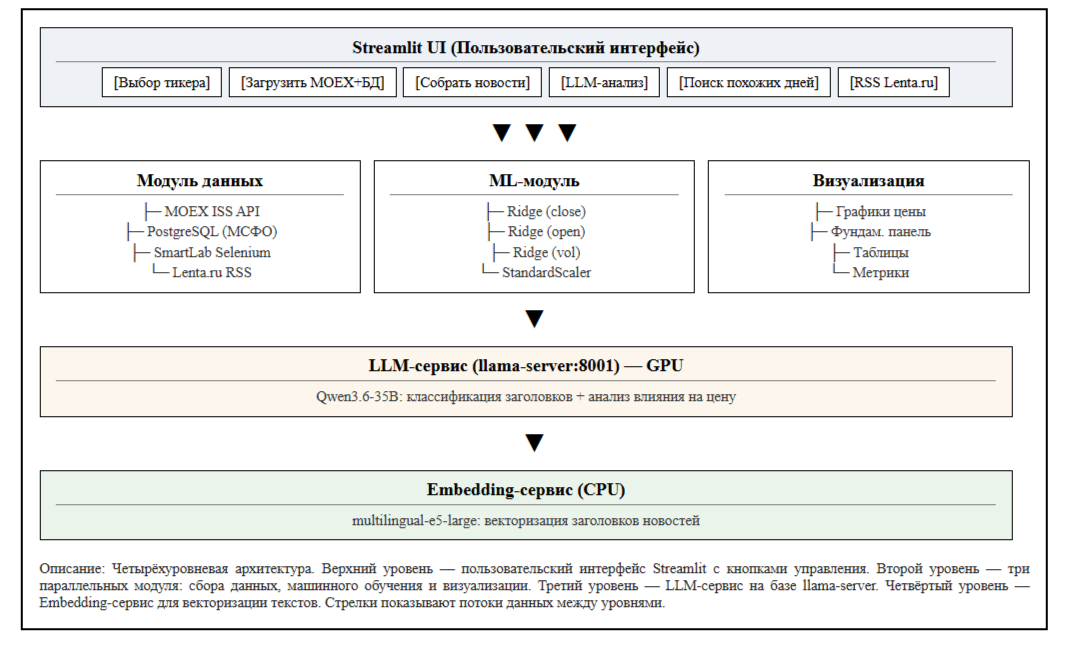 Streamlit UI (Пользовательский интерфейс)
[Выбор тикера] [Загрузить MOEX+БД] [Собрать новости] [LLM-анализ] [Поиск похожих дней] [RSS Lenta.ru]
Модуль данных
├─ MOEX ISS API
├─ PostgreSQL (МСФО)
├─ SmartLab Selenium
└─ Lenta.ru RSS
ML-модуль
├─ Ridge (close)
├─ Ridge (open)
├─ Ridge (vol)
└─ StandardScaler
Визуализация
├─ Графики цены
├─ Фундам. панель
├─ Таблицы
└─ Метрики
LLM-сервис (llama-server:8001) — GPU
Qwen3.6-35B: классификация заголовков + анализ влияния на цену
Embedding-сервис (CPU)
multilingual-e5-large: векторизация заголовков новостей
Описание: Четырёхуровневая архитектура. Верхний уровень — пользовательский интерфейс Streamlit с кнопками управления. Второй уровень — три
параллельных модуля: сбора данных, машинного обучения и визуализации. Третий уровень — LLM-сервис на базе llama-server. Четвёртый уровень —
Embedding-сервис для векторизации текстов. Стрелки показывают потоки данных между уровнями.